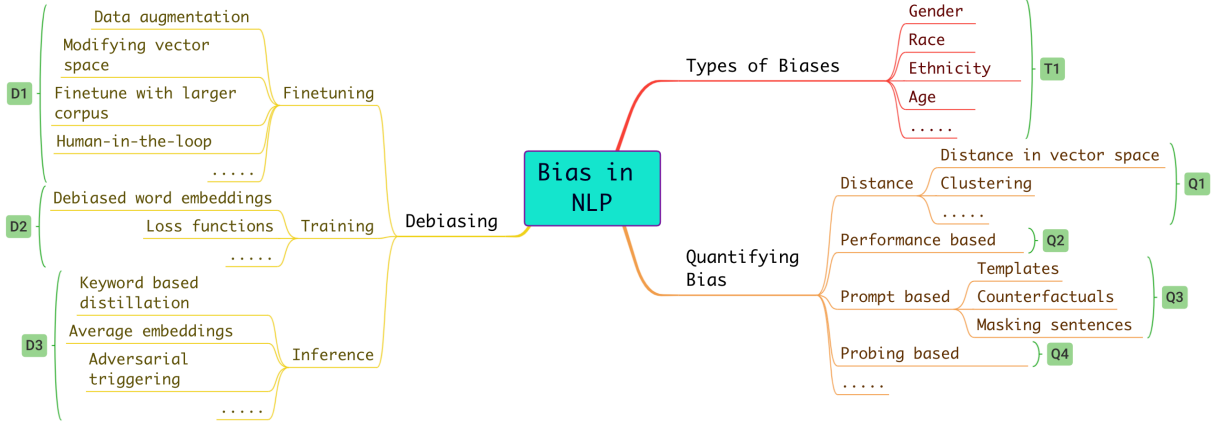 Bias in
NLP
Types of Biases
Gender
Race
Ethnicity
Age
.....
T1
Quantifying
Bias
Distance
Distance in vector space
Clustering
.....
Q1
Performance based
Q2
Prompt based
Templates
Counterfactuals
Masking sentences
Q3
Probing based
Q4
.....
Debiasing
Finetuning
Data augmentation
Modifying vector
space
Finetune with larger
corpus
Human-in-the-loop
.....
D1
Training
Debiased word embeddings
Loss functions
.....
D2
Inference
Keyword based
distillation
Average embeddings
Adversarial
triggering
.....
D3